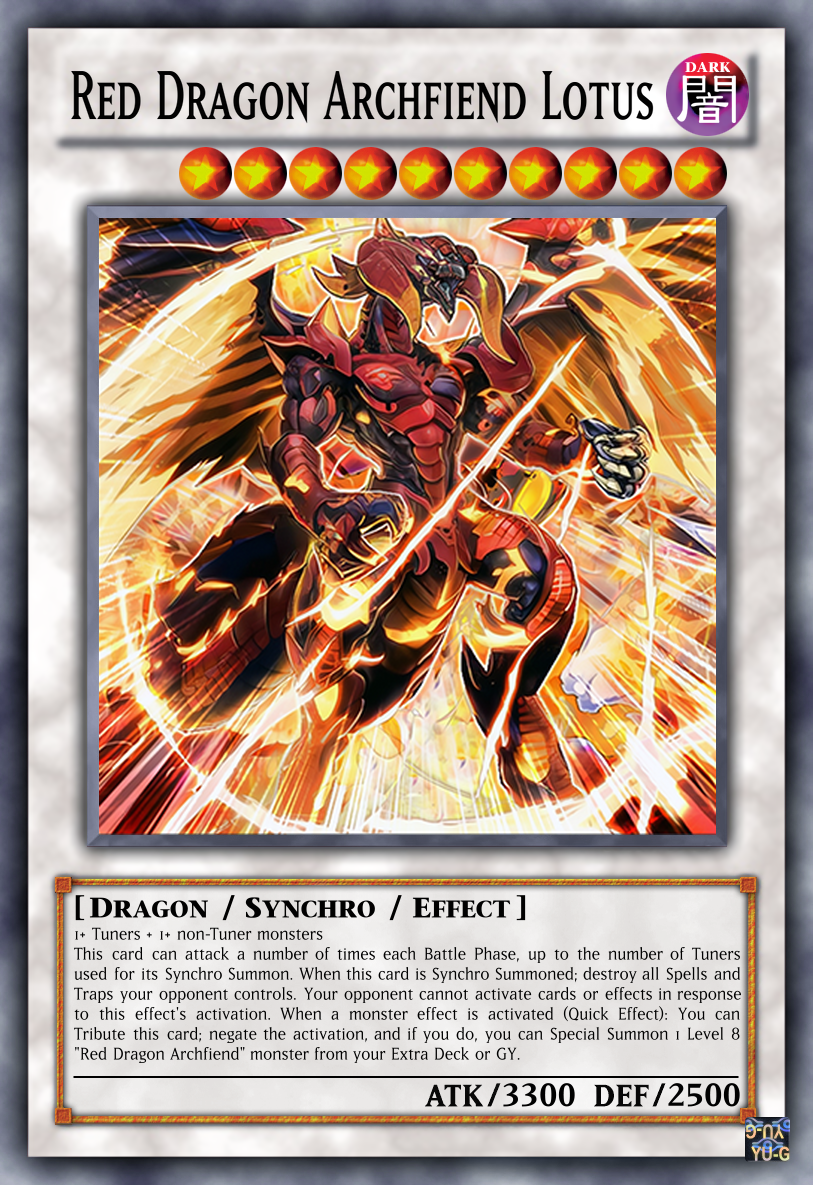 Red Dragon Archfiend Lotus
DARK
闇
[ Dragon / Synchro / Effect ]
1+ Tuners + 1+ non-Tuner monsters
This card can attack a number of times each Battle Phase, up to the number of Tuners
used for its Synchro Summon. When this card is Synchro Summoned; destroy all Spells and
Traps your opponent controls. Your opponent cannot activate cards or effects in response
to this effect's activation. When a monster effect is activated (Quick Effect): You can
Tribute this card; negate the activation, and if you do, you can Special Summon 1 Level 8
"Red Dragon Archfiend" monster from your Extra Deck or GY.
ATK/3300 DEF/2500
YU-G
YU-G